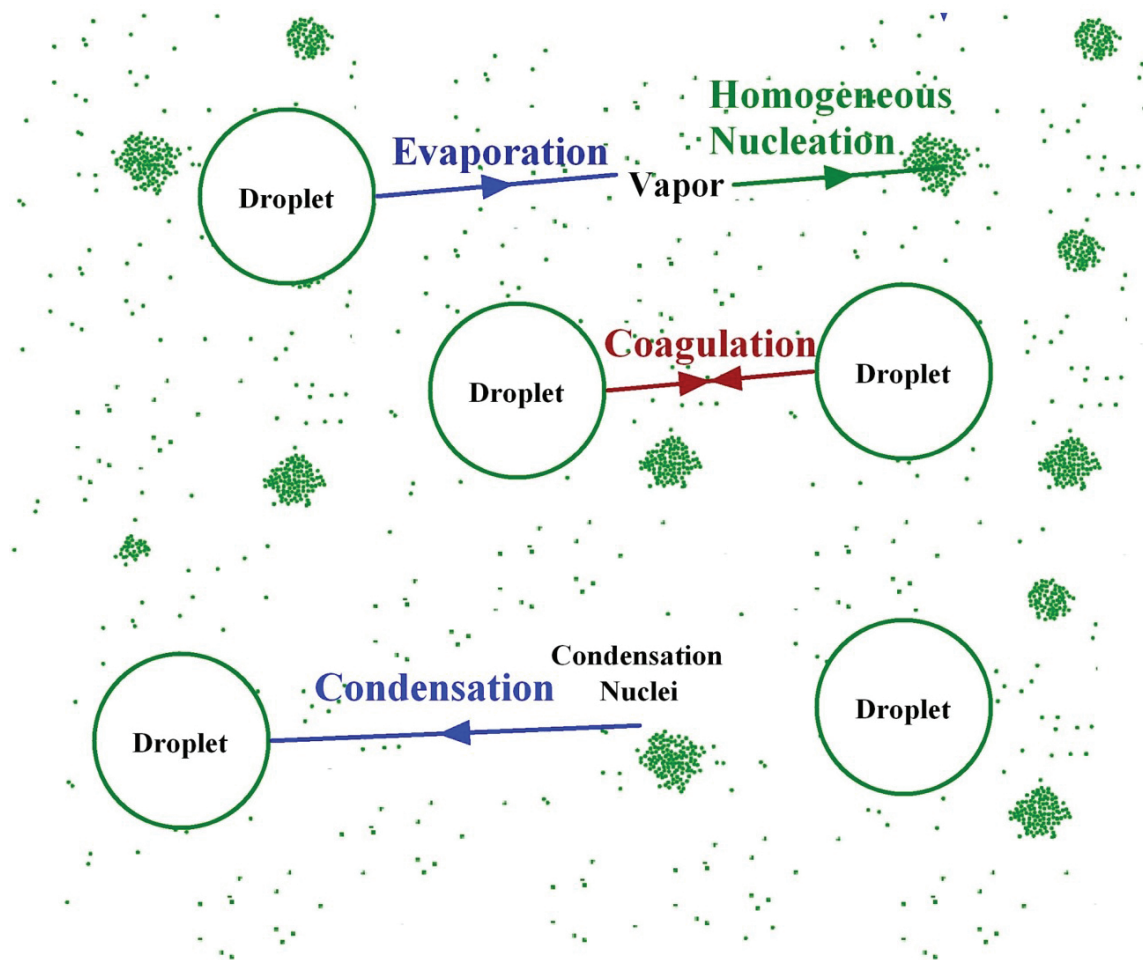 Homogeneous
Nucleation
Evaporation
Vapor
Droplet
Coagulation
Droplet
Droplet
Condensation
Nuclei
Condensation
Droplet
Droplet